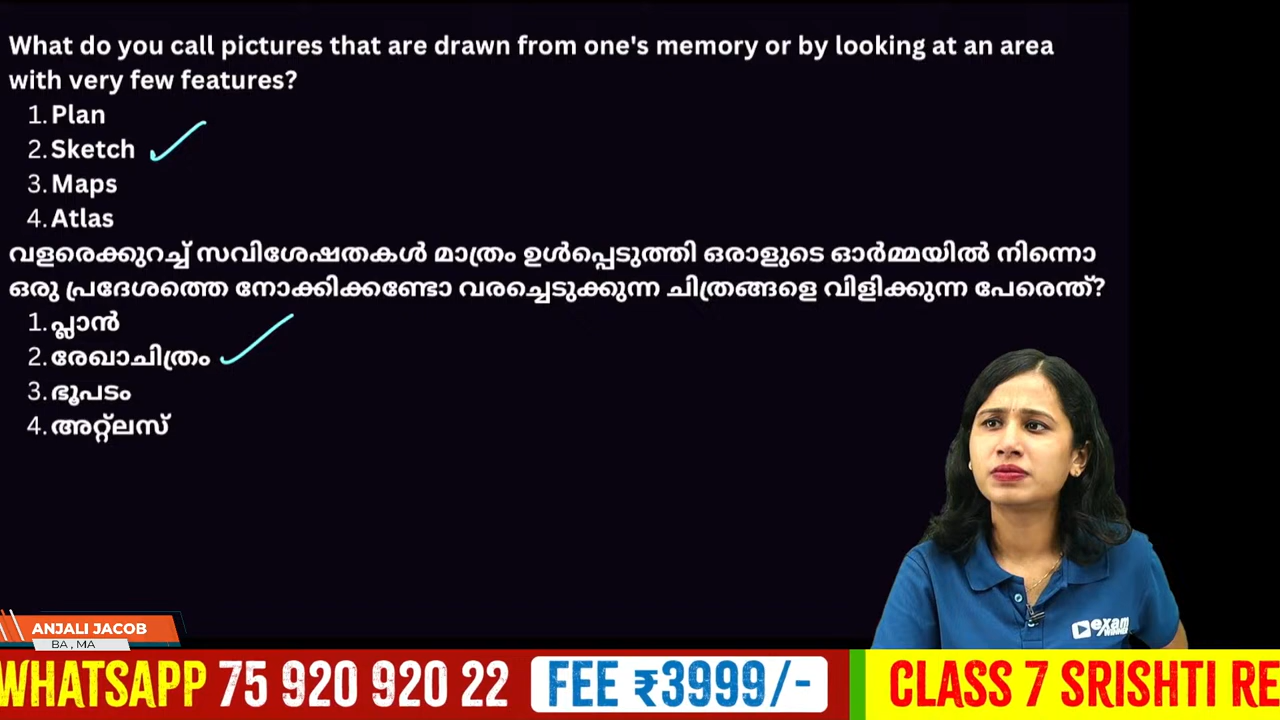 What do you call pictures that are drawn from one's memory or by looking at an area
with very few features?
1. Plan
2. Sketch
3. Maps
4. Atlas
വളരെക്കുറച്ച് സവിശേഷതകൾ മാത്രം ഉൾപ്പെടുത്തി ഒരാളുടെ ഓർമ്മയിൽ നിന്നൊ
ഒരു പ്രദേശത്തെ നോക്കിക്കണ്ടോ വരച്ചെടുക്കുന്ന ചിത്രങ്ങളെ വിളിക്കുന്ന പേരെന്ത്?
1. പ്ലാൻ
2. രേഖാചിത്രം
3. ഭൂപടം
4. അറ്റ്ലസ്
exam
WINNER
ANJALI JACOB
BA , MA
WHATSAPP 75 920 920 22 FEE ₹3999/- CLASS 7 SRISHTI RE